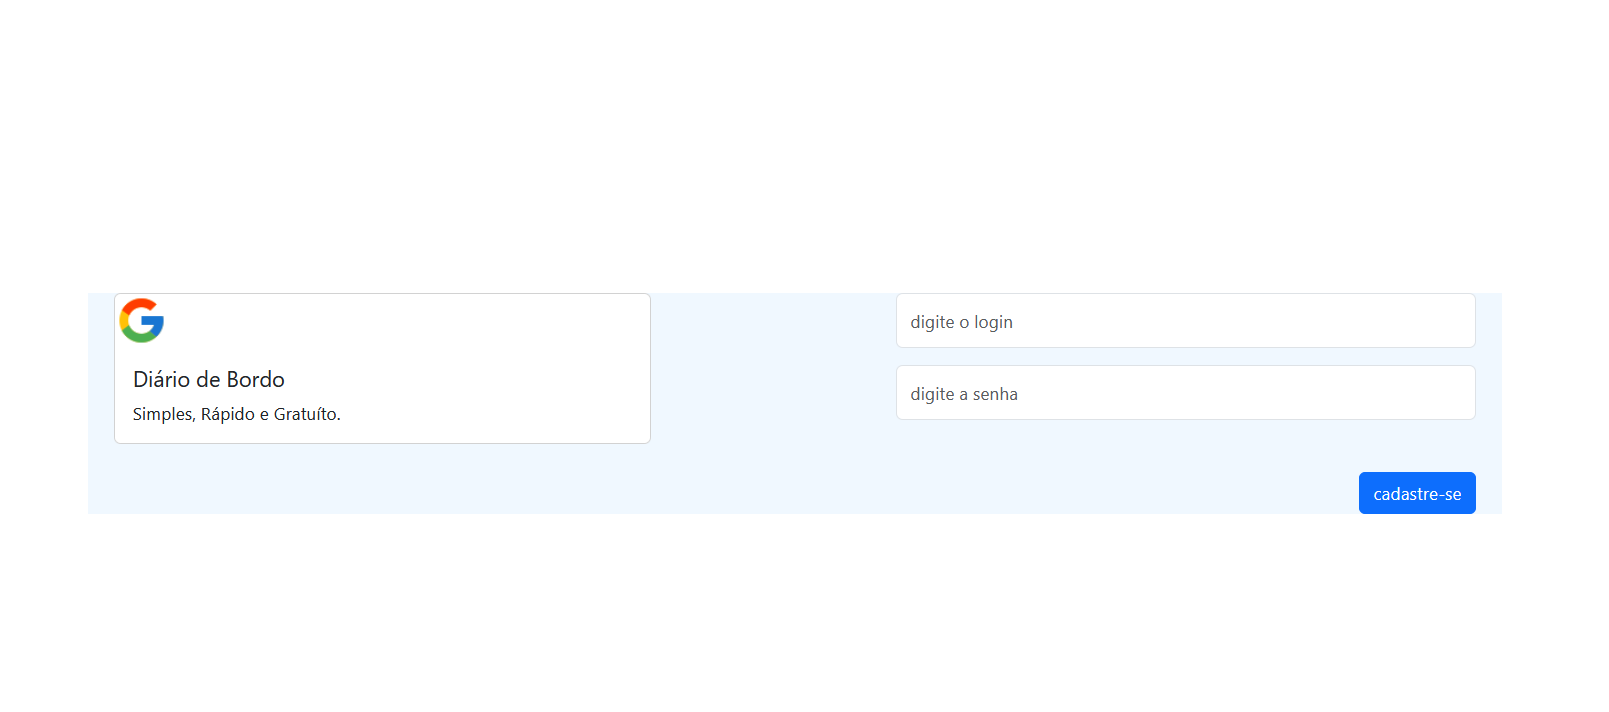 Diário de Bordo
Simples, Rápido e Gratuíto.
digite o login
digite a senha
cadastre-se